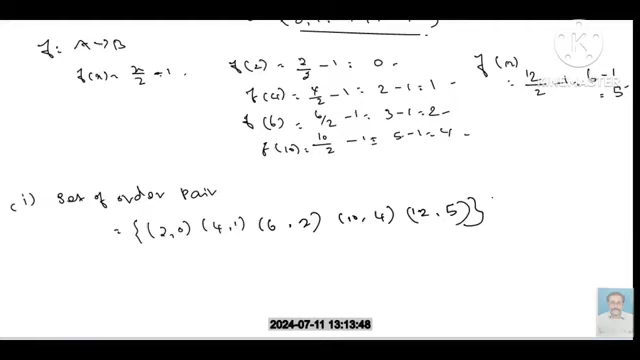 f: A→B
f(x) = x/2 - 1
f(2) = 2/2 - 1 = 0
f(4) = 4/2 - 1 = 2-1 = 1
f(6) = 6/2 - 1 = 3-1 = 2
f(10) = 10/2 - 1 = 5-1 = 4
= 12/2 - 1 = 6-1
= 5
(i) set of order pair
= {(2,0) (4,1) (6,2) (10,4) (12,5)}
KINEMASTER
2024-07-11 13:13:48